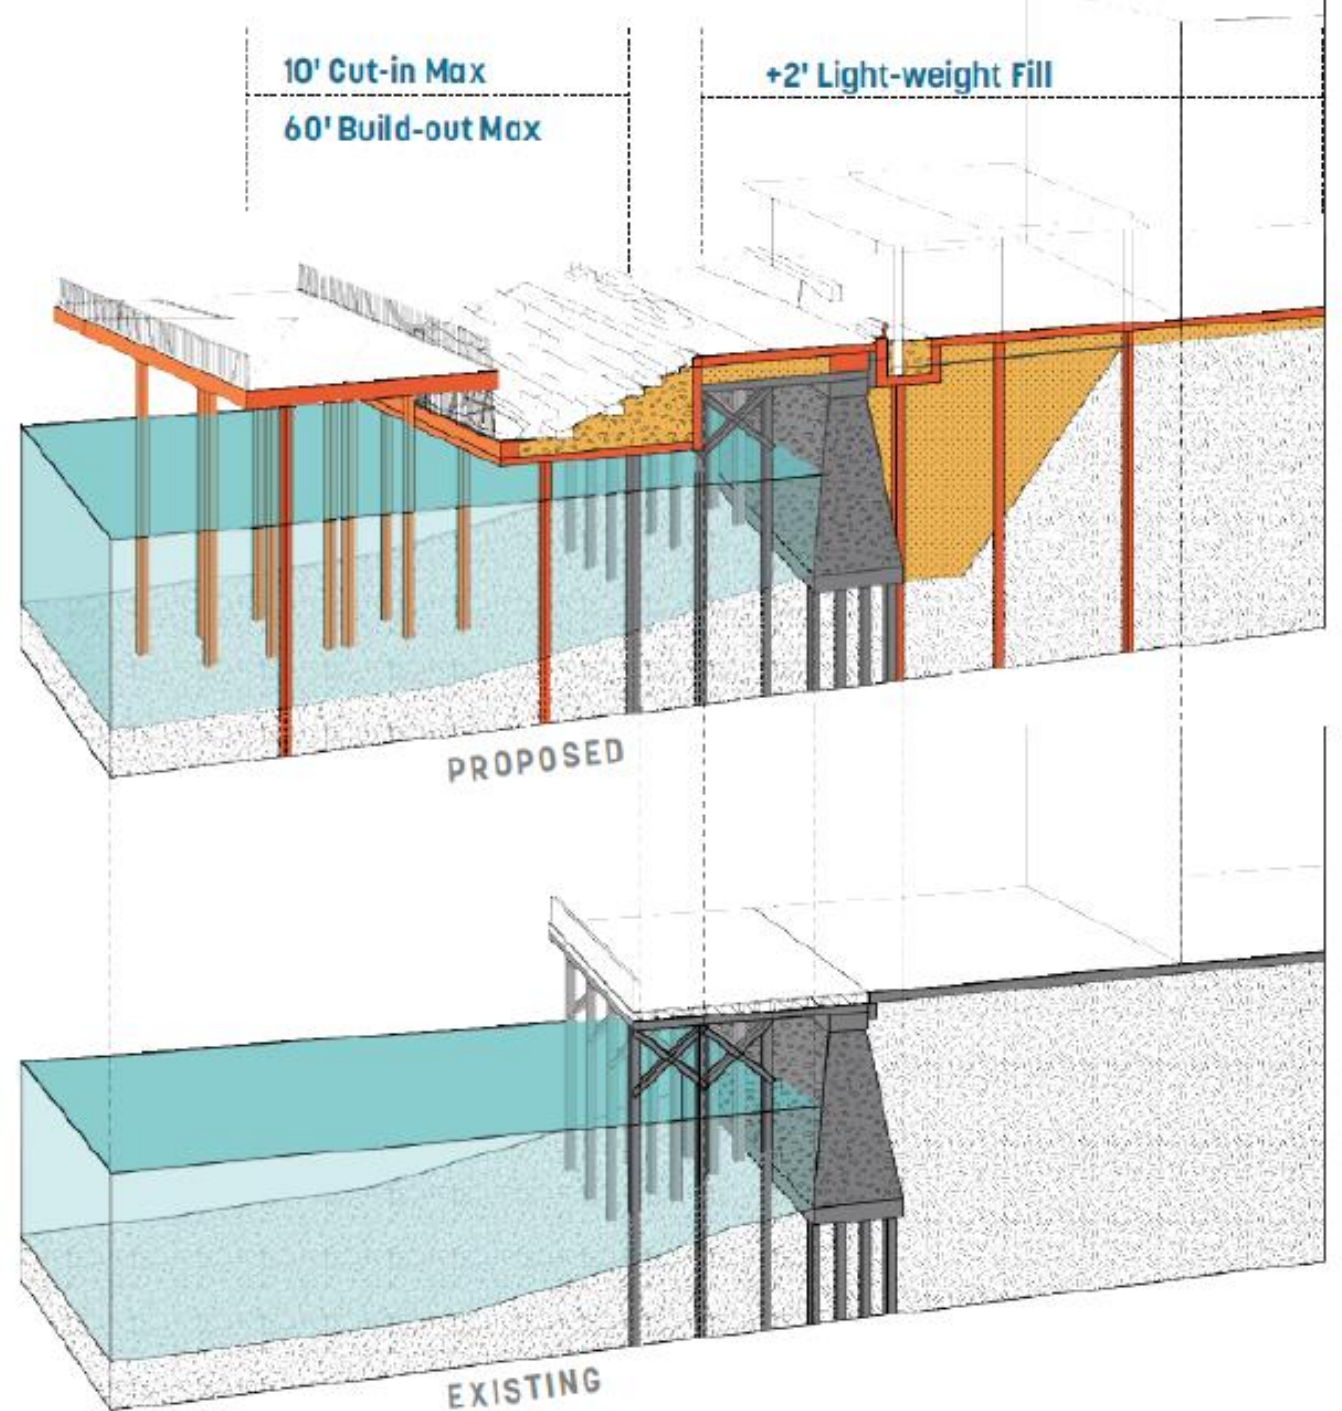 10' Cut-in Max
+2' Light-weight Fill
60' Build-out Max
PROPOSED
EXISTING